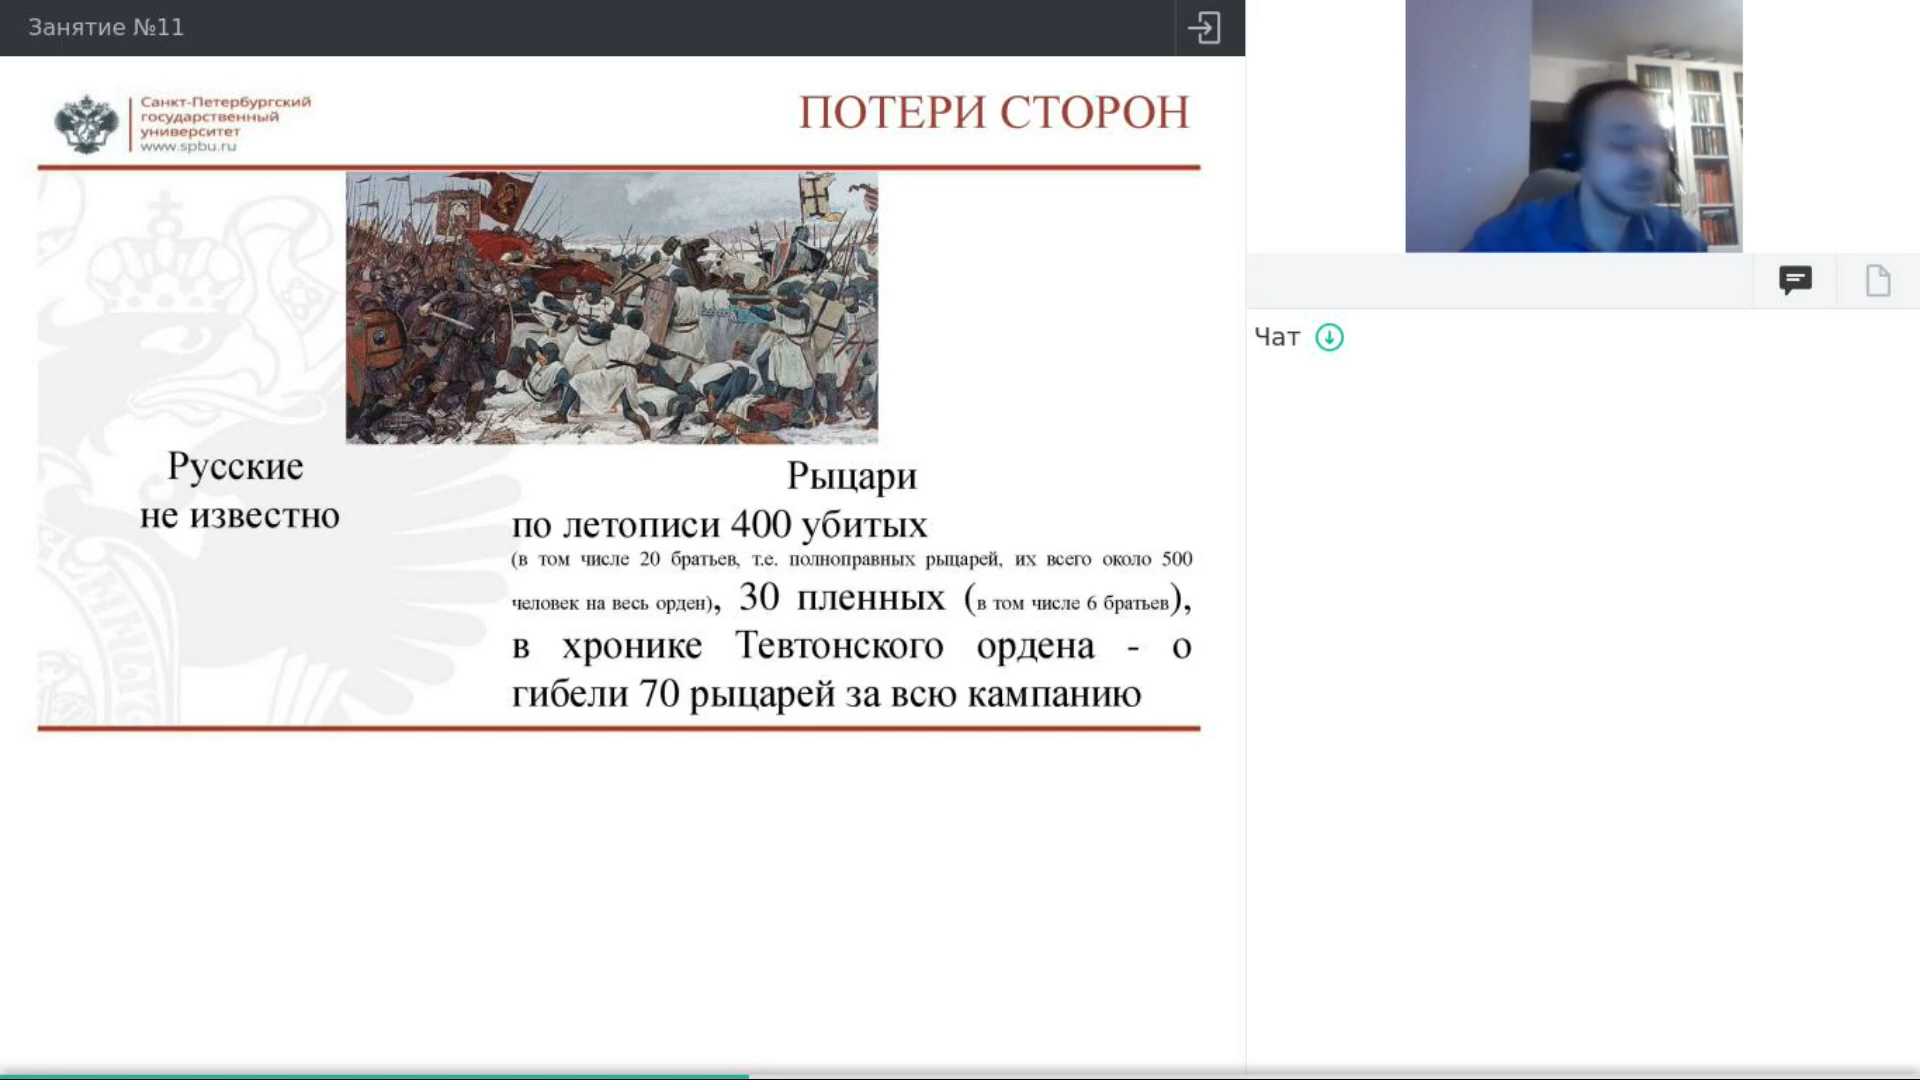 Занятие №11
Санкт-Петербургский
государственный
университет
www.spbu.ru
ПОТЕРИ СТОРОН
Русские
не известно
Рыцари
по летописи 400 убитых
(в том числе 20 братьев, т.е. полноправных рыцарей, их всего около 500
человек на весь орден), 30 пленных (в том числе 6 братьев),
в хронике Тевтонского ордена - о
гибели 70 рыцарей за всю кампанию
Чат